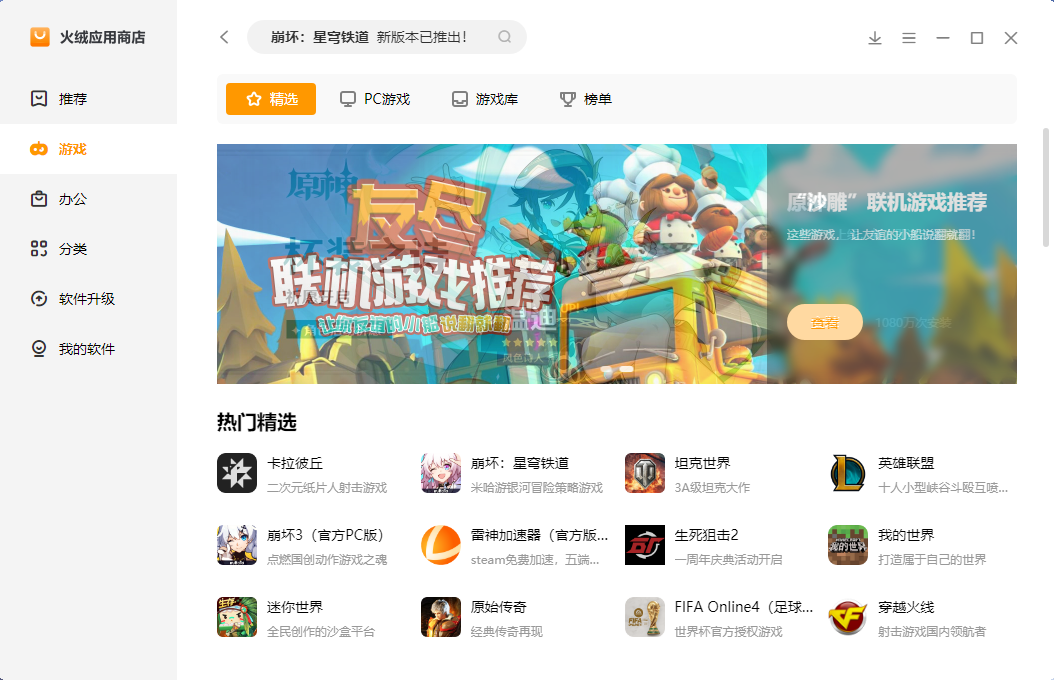 火绒应用商店
崩坏：星穹铁道 新版本已推出！
推荐
游戏
办公
分类
软件升级
我的软件
精选
PC游戏
游戏库
榜单
原神
友尽
联机游戏推荐
让你友谊的小船说翻就翻
温迪
UP!
风色诗人
“沙雕”联机游戏推荐
这些游戏，让友谊的小船说翻就翻！
查看
1080万次安装
热门精选
卡拉彼丘
二次元纸片人射击游戏
崩坏：星穹铁道
米哈游银河冒险策略游戏
坦克世界
3A级坦克大作
英雄联盟
十人小型峡谷斗殴互喷...
崩坏3（官方PC版）
点燃国创动作游戏之魂
雷神加速器（官方版...
steam免费加速，五端...
生死狙击2
一周年庆典活动开启
我的世界
我的世界
打造属于自己的世界
迷你世界
全民创作的沙盒平台
原始传奇
经典传奇再现
FIFA
FIFA Online4（足球...
世界杯官方授权游戏
CF
穿越火线
射击游戏国内领航者